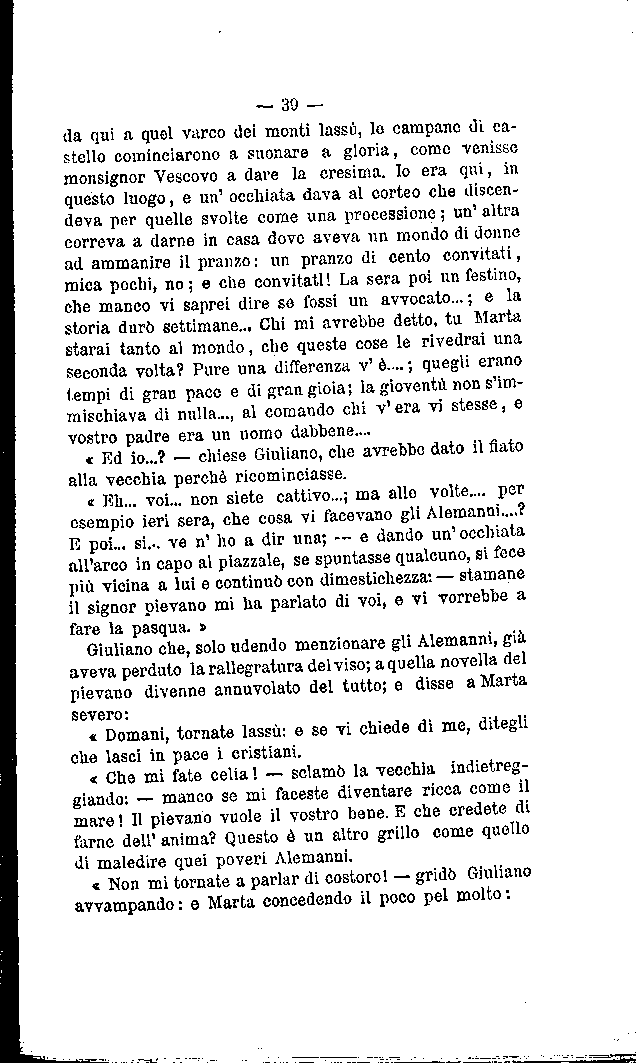 — 39 —
da qui a quel varco dei monti lassù, le campane di ca-
stello cominciarono a suonare a gloria, come venisse
monsignor Vescovo a dare la cresima. Io era qui, in
questo luogo, e un' occhiata dava al corteo che discen-
deva per quelle svolte come una processione; un' altra
correva a darne in casa dove aveva un mondo di donne
ad ammanire il pranzo: un pranzo di cento convitati,
mica pochi, no; e che convitati! La sera poi un festino,
che manco vi saprei dire se fossi un avvocato...; e la
storia durò settimane... Chi mi avrebbe detto, tu Marta
starai tanto al mondo, che queste cose le rivedrai una
seconda volta? Pure una differenza v' è....; quegli erano
tempi di gran pace e di gran gioia; la gioventù non s'im-
mischiava di nulla..., al comando chi v' era vi stesse, e
vostro padre era un uomo dabbene....
« Ed io...? — chiese Giuliano, che avrebbe dato il fiato
alla vecchia perchè ricominciasse.
« Eh... voi... non siete cattivo...; ma alle volte,... per
esempio ieri sera, che cosa vi facevano gli Alemanni....?
E poi... si... ve n' ho a dir una; — e dando un' occhiata
all'arco in capo al piazzale, se spuntasse qualcuno, si fece
più vicina a lui e continuò con dimestichezza: — stamane
il signor pievano mi ha parlato di voi, e vi vorrebbe a
fare la pasqua. »
Giuliano che, solo udendo menzionare gli Alemanni, già
aveva perduto la rallegratura del viso; a quella novella del
pievano divenne annuvolato del tutto; e disse a Marta
severo:
« Domani, tornate lassù: e se vi chiede di me, ditegli
che lasci in pace i cristiani.
« Che mi fate celia! — sclamò la vecchia indietreg-
giando: — manco se mi faceste diventare ricca come il
mare! Il pievano vuole il vostro bene. E che credete di
farne dell' anima? Questo è un altro grillo come quello
di maledire quei poveri Alemanni.
« Non mi tornate a parlar di costoro! — gridò Giuliano
avvampando: e Marta concedendo il poco pel molto: